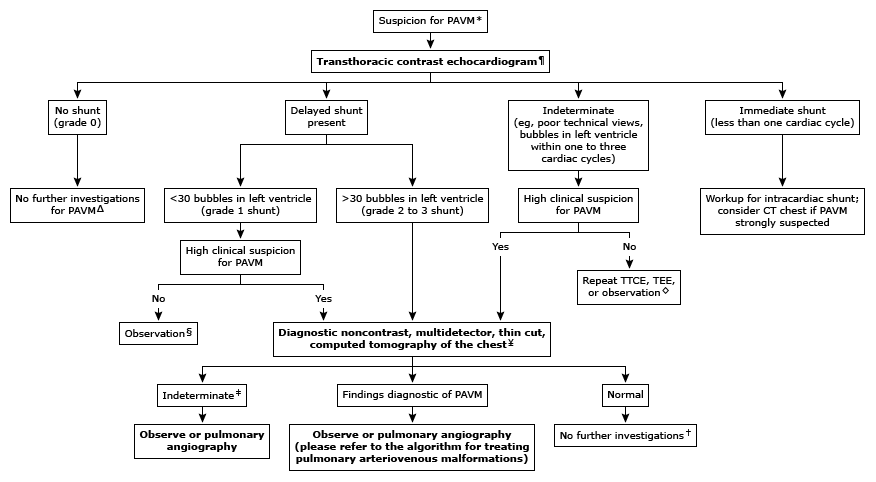 Suspicion for PAVM*
Transthoracic contrast echocardiogram¶
No shunt
(grade 0)
Delayed shunt
present
Indeterminate
(eg, poor technical views,
bubbles in left ventricle
within one to three
cardiac cycles)
Immediate shunt
(less than one cardiac cycle)
No further investigations
for PAVMΔ
<30 bubbles in left ventricle
(grade 1 shunt)
>30 bubbles in left ventricle
(grade 2 to 3 shunt)
High clinical suspicion
for PAVM
Workup for intracardiac shunt;
consider CT chest if PAVM
strongly suspected
High clinical suspicion
for PAVM
Yes
No
Repeat TTCE, TEE,
or observation◇
No
Yes
Observation§
Diagnostic noncontrast, multidetector, thin cut,
computed tomography of the chest¥
Indeterminate‡
Findings diagnostic of PAVM
Normal
Observe or pulmonary
angiography
Observe or pulmonary angiography
(please refer to the algorithm for treating
pulmonary arteriovenous malformations)
No further investigations†